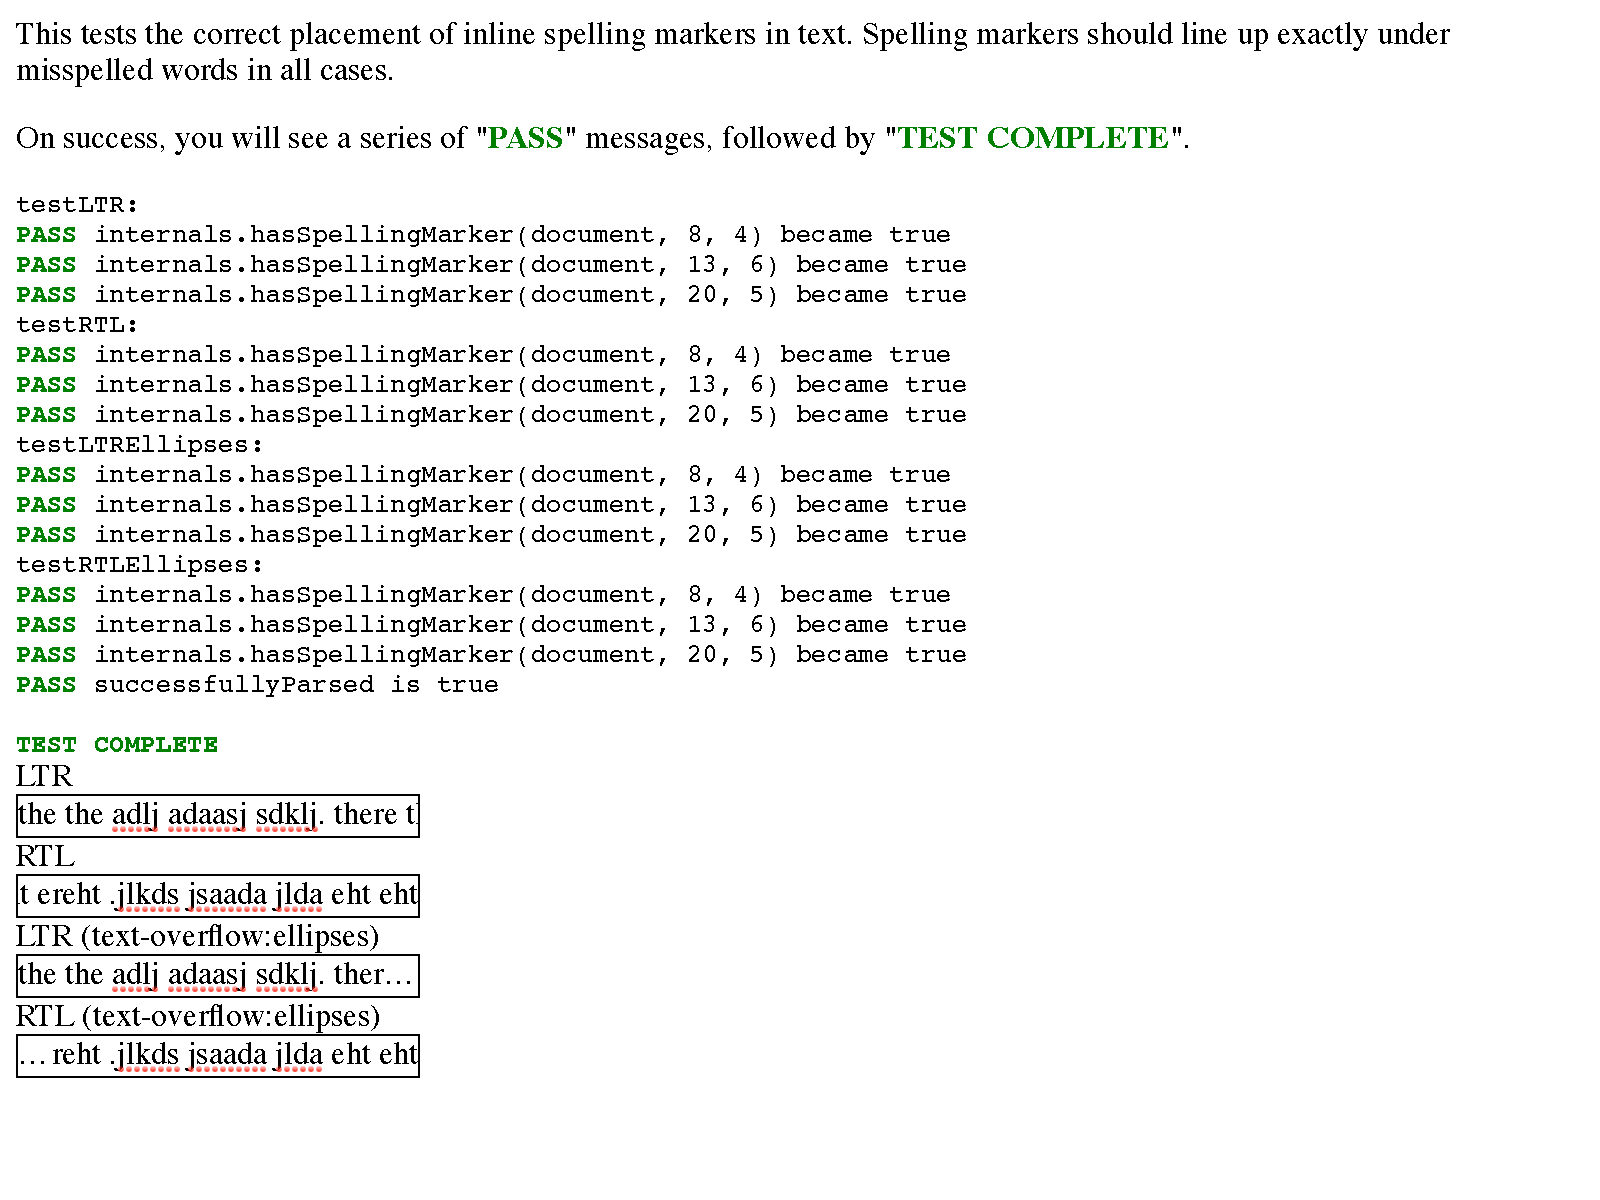 This tests the correct placement of inline spelling markers in text. Spelling markers should line up exactly under
misspelled words in all cases.
On success, you will see a series of "PASS" messages, followed by "TEST COMPLETE".
testLTR:
PASS internals.hasSpellingMarker(document, 8, 4) became true
PASS internals.hasSpellingMarker(document, 13, 6) became true
PASS internals.hasSpellingMarker(document, 20, 5) became true
testRTL:
PASS internals.hasSpellingMarker(document, 8, 4) became true
PASS internals.hasSpellingMarker(document, 13, 6) became true
PASS internals.hasSpellingMarker(document, 20, 5) became true
testLTREllipses:
PASS internals.hasSpellingMarker(document, 8, 4) became true
PASS internals.hasSpellingMarker(document, 13, 6) became true
PASS internals.hasSpellingMarker(document, 20, 5) became true
testRTLEllipses:
PASS internals.hasSpellingMarker(document, 8, 4) became true
PASS internals.hasSpellingMarker(document, 13, 6) became true
PASS internals.hasSpellingMarker(document, 20, 5) became true
PASS successfullyParsed is true
TEST COMPLETE
LTR
the the adlj adaasj sdklj. there t
RTL
t ereht .jlkds jsaada jlda eht eht
LTR (text-overflow:ellipses)
the the adlj adaasj sdklj. ther…
RTL (text-overflow:ellipses)
… reht .jlkds jsaada jlda eht eht